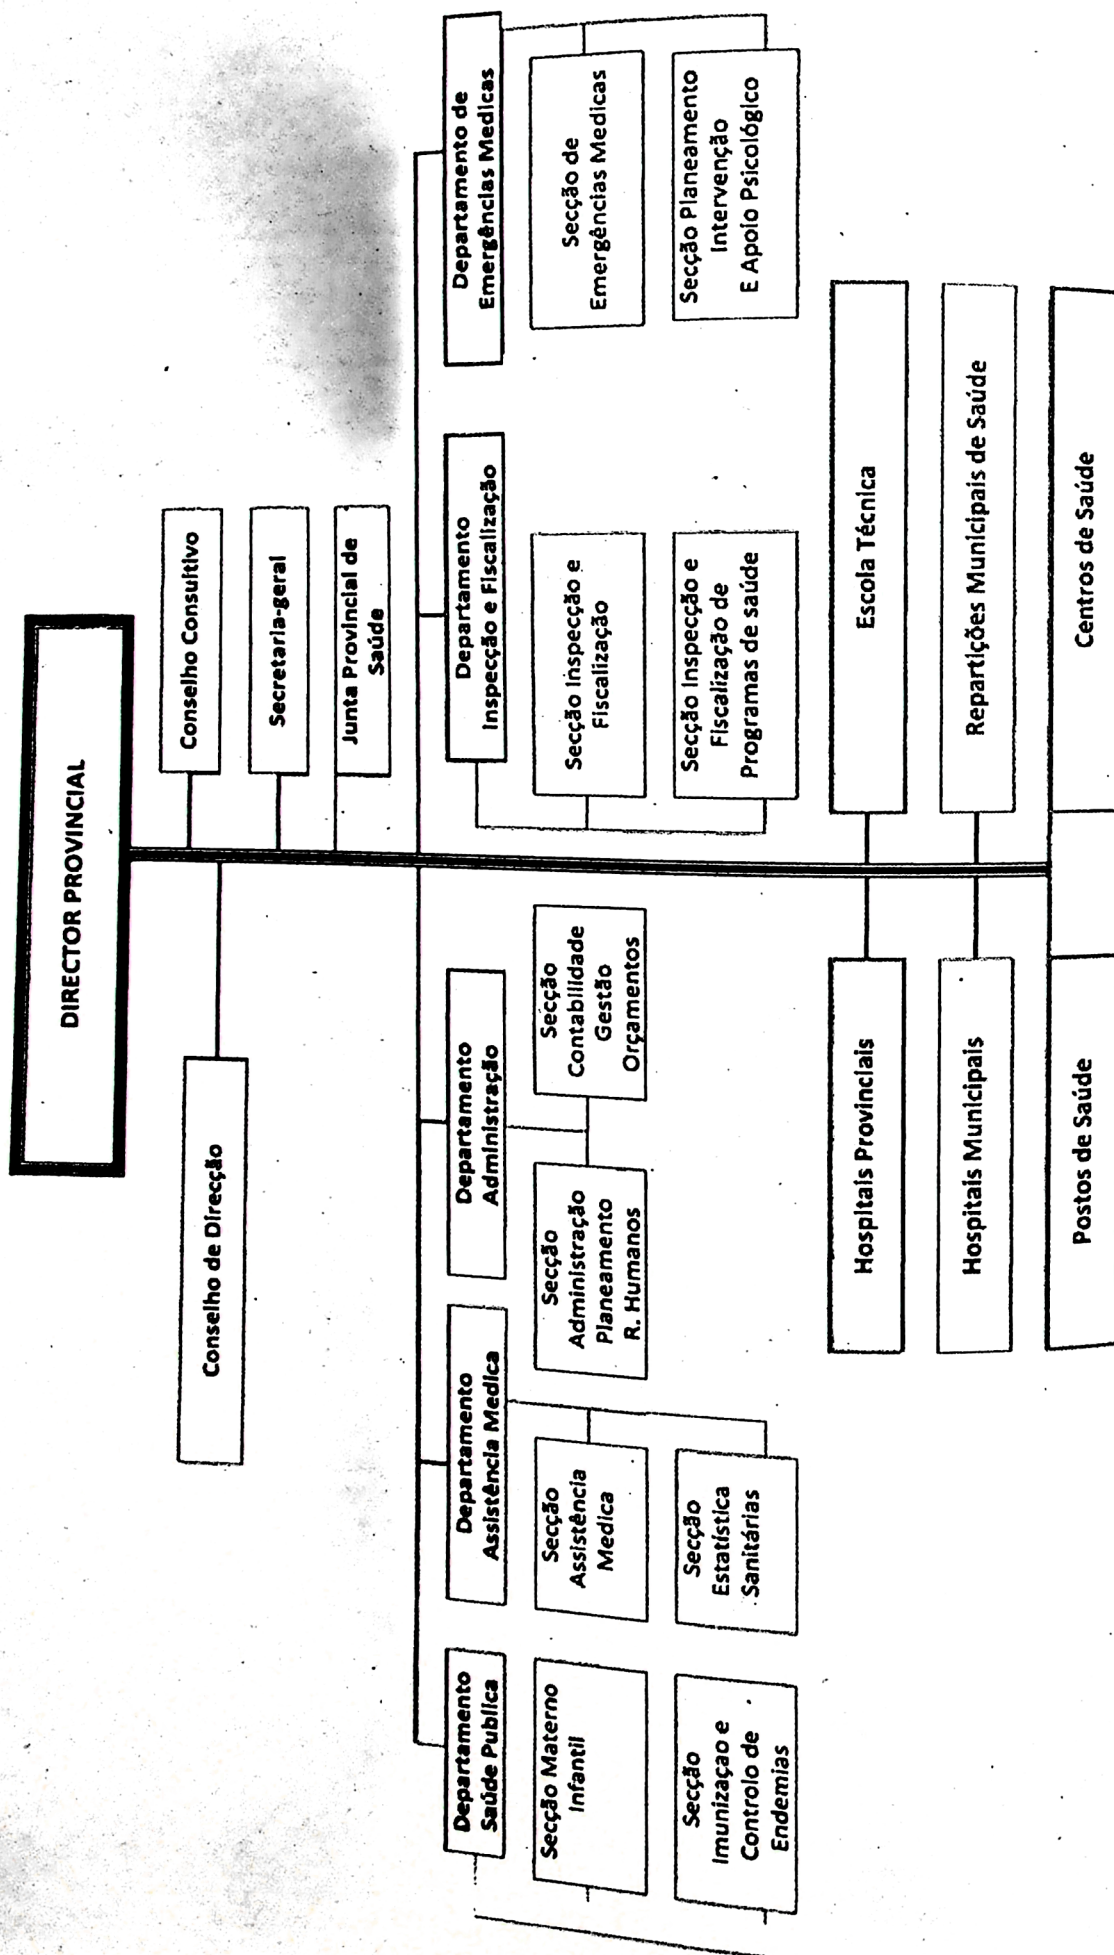 DIRECTOR PROVINCIAL
Conselho de Direcção
Conselho Consultivo
Secretaria-geral
Junta Provincial de
Saúde
Departamento
Saúde Publica
Departamento
Assistência Medica
Departamento
Administração
Departamento
Inspecção e Fiscalização
Departamento de
Emergências Medicas
Secção Materno
Infantil
Secção
Assistência
Medica
Secção
Administração
Planeamento
R. Humanos
Secção
Contabilidade
Gestão
Orçamentos
Secção Inspecção e
Fiscalização
Secção de
Emergências Medicas
Secção
Imunizaçao e
Controlo de
Endemias
Secção
Estatística
Sanitárias
Secção Inspecção e
Fiscalização de
Programas de saúde
Secção Planeamento
Intervenção
E Apoio Psicológico
Hospitais Provinciais
Escola Técnica
Hospitais Municipais
Repartições Municipais de Saúde
Postos de Saúde
Centros de Saúde